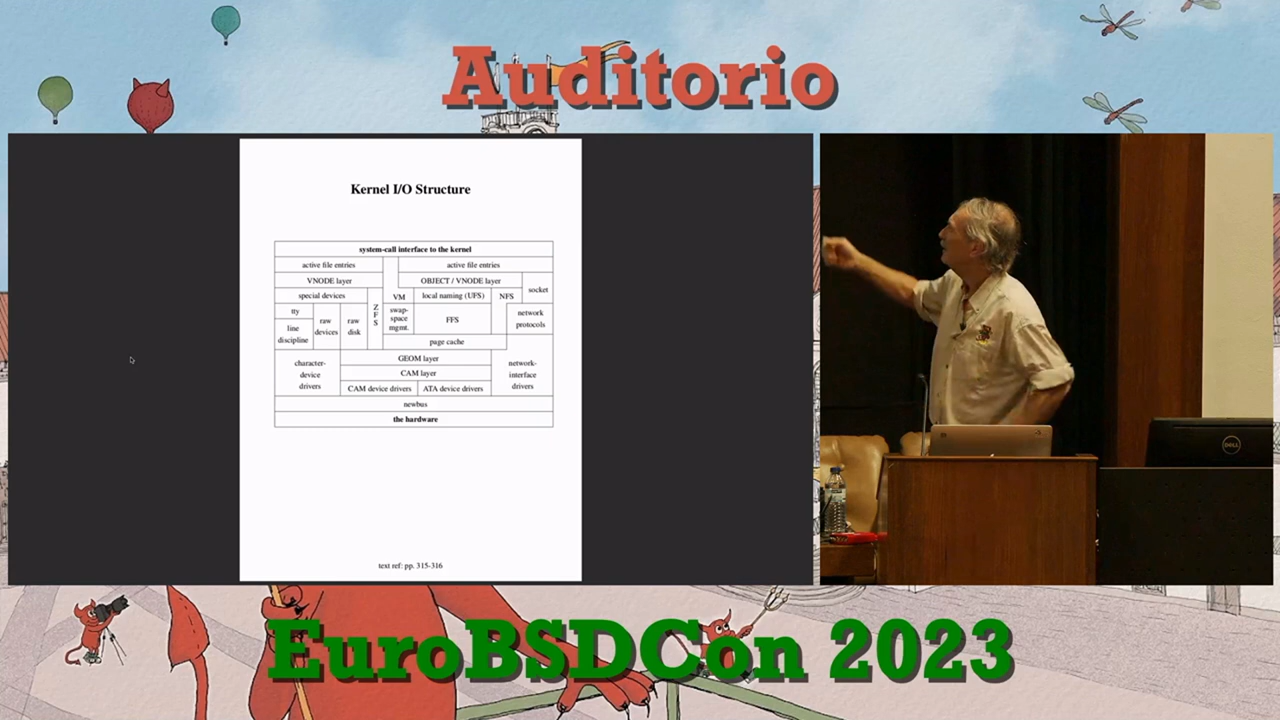 Auditorio
Kernel I/O Structure
system-call interface to the kernel
active file entries
active file entries
VNODE layer
OBJECT / VNODE layer
socket
special devices
ZFS
VM
local naming (UFS)
NFS
tty
raw devices
raw disk
swap-space mgmt.
FFS
network protocols
line discipline
page cache
character-device drivers
GEOM layer
network-interface drivers
CAM layer
CAM device drivers
ATA device drivers
newbus
the hardware
text ref: pp. 315-316
DELL
EuroBSDCon 2023